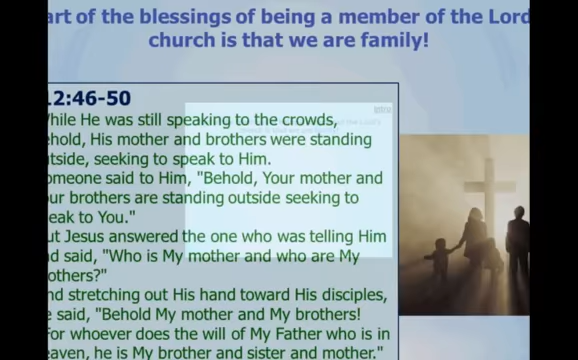 art of the blessings of being a member of the Lord
church is that we are family!
12:46-50
hile He was still speaking to the crowds,
ehold, His mother and brothers were standing
tside, seeking to speak to Him.
omeone said to Him, "Behold, Your mother and
ur brothers are standing outside seeking to
eak to You."
ut Jesus answered the one who was telling Him
d said, "Who is My mother and who are My
others?"
nd stretching out His hand toward His disciples,
e said, "Behold My mother and My brothers!
For whoever does the will of My Father who is in
eaven, he is My brother and sister and mother."